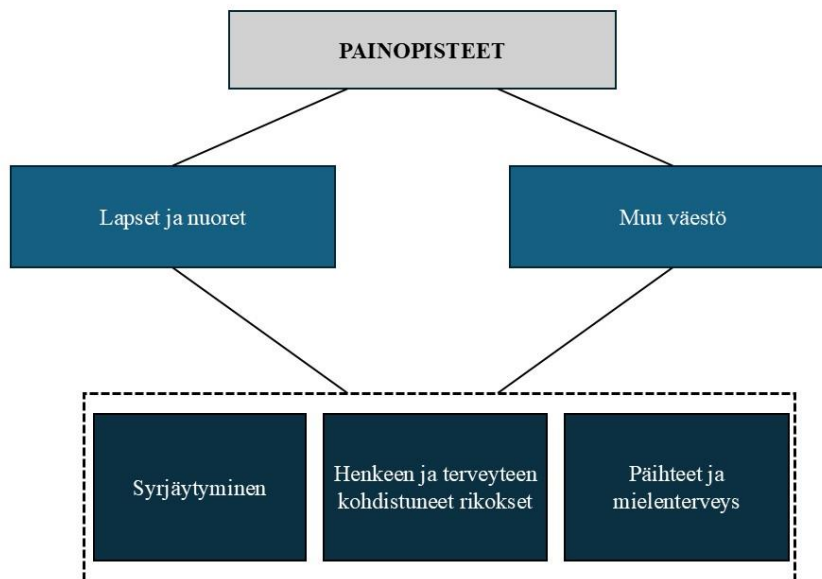 PAINOPISTEET
Lapset ja nuoret
Muu väestö
Syrjäytyminen
Henkeen ja terveyteen
kohdistuneet rikokset
Päihteet ja
mielenterveys